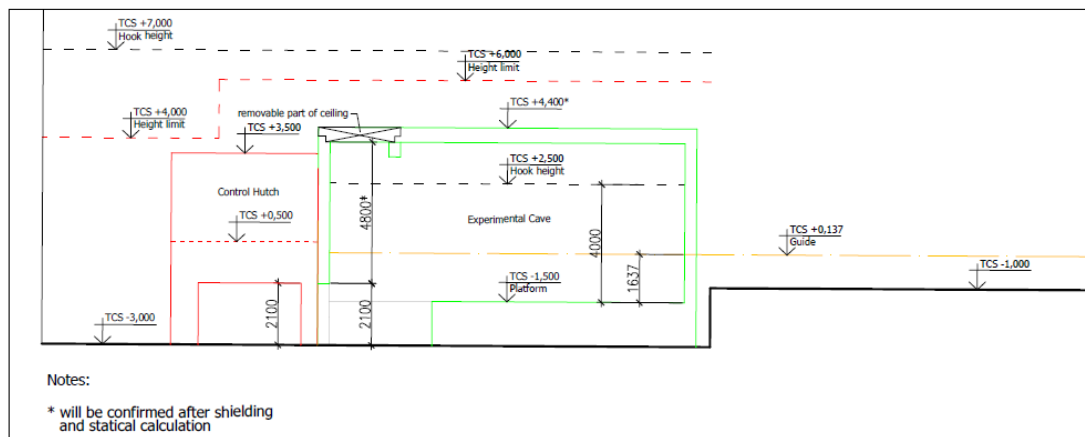 TCS +7,000
Hook height
TCS +6,000
Height limit
TCS +4,000
Height limit
removable part of ceiling
TCS +4,400*
TCS +3,500
TCS +2,500
Hook height
Control Hutch
4800*
TCS +0,500
Experimental Cave
4000
TCS +0,137
Guide
1637
TCS -1,000
TCS -1,500
Platform
2100
2100
TCS -3,000
Notes:
* will be confirmed after shielding
and statical calculation